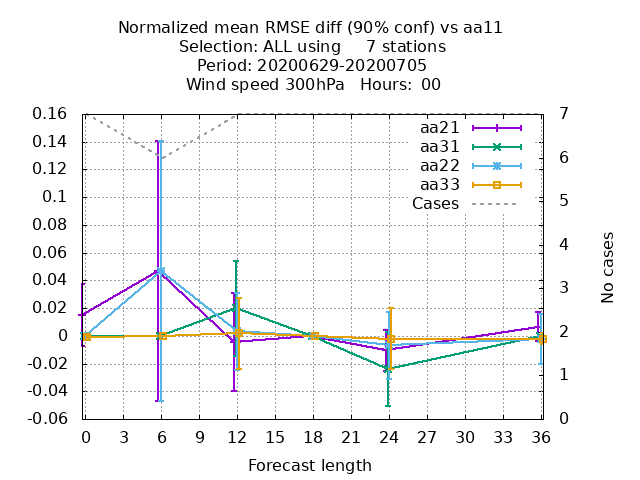 Normalized mean RMSE diff (90% conf) vs aa11
Selection: ALL using     7 stations
Period: 20200629-20200705
Wind speed 300hPa   Hours:  00
0.16
0.14
0.12
0.1
0.08
0.06
0.04
0.02
0
-0.02
-0.04
-0.06
aa21
aa31
aa22
aa33
Cases
7
6
5
4
3
2
1
0
No cases
0 3 6 9 12 15 18 21 24 27 30 33 36
Forecast length